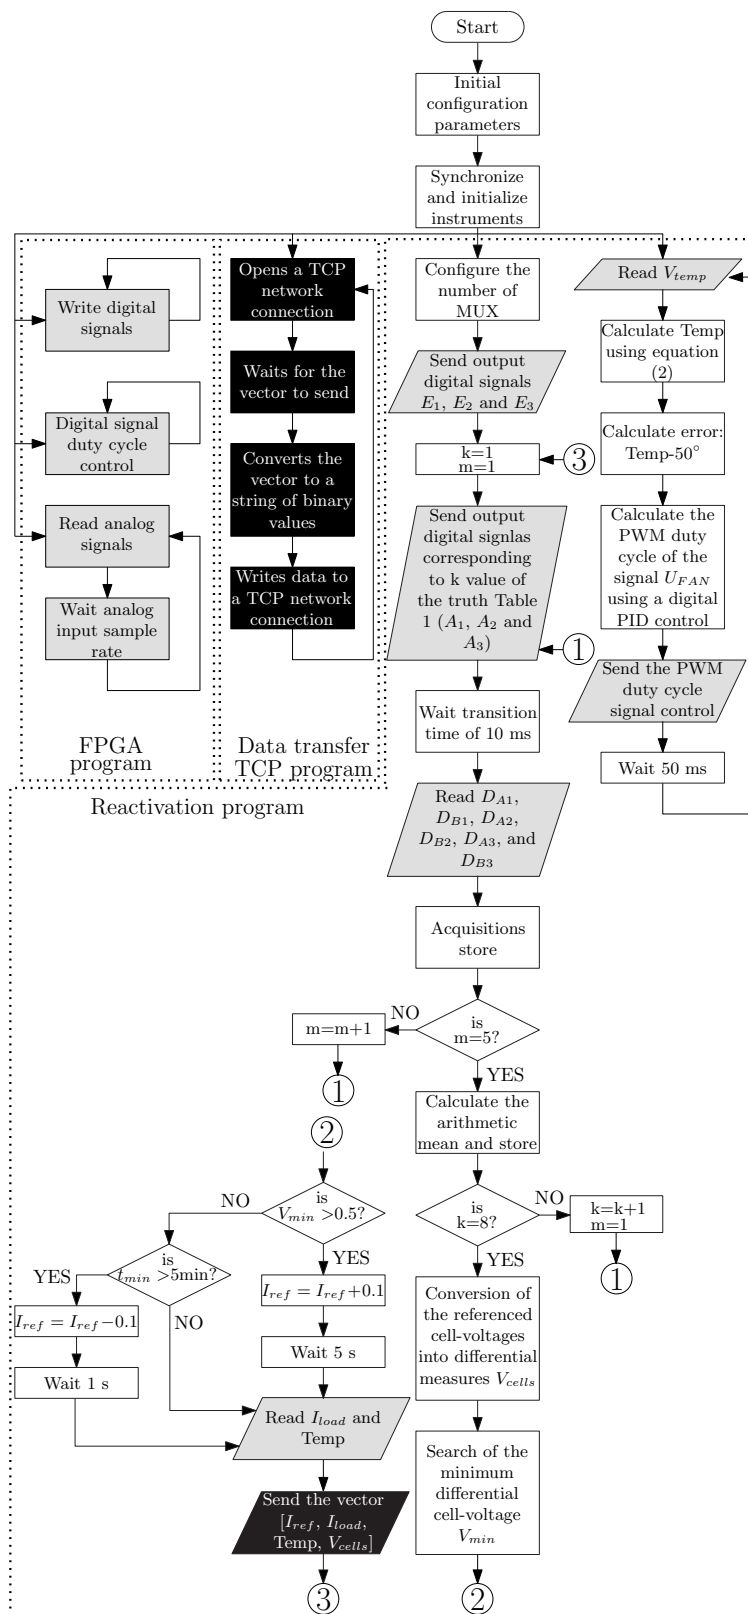 Start
Initial
configuration
parameters
Synchronize
and initialize
instruments
Write digital
signals
Digital signal
duty cycle
control
Read analog
signals
Wait analog
input sample
rate
FPGA
program
Opens a TCP
network
connection
Waits for the
vector to send
Converts the
vector to a
string of binary
values
Writes data to
a TCP network
connection
Data transfer
TCP program
Configure the
number of
MUX
Send output
digital signals
E1, E2 and E3
k=1
m=1
3
Send output
digital signlas
corresponding
to k value of
the truth Table
1 (A1, A2 and
A3)
1
Wait transition
time of 10 ms
Read DA1,
DB1, DA2,
DB2, DA3, and
DB3
Acquisitions
store
is
m=5?
NO
m=m+1
1
YES
Calculate the
arithmetic
mean and store
is
k=8?
NO
k=k+1
m=1
1
YES
Conversion of
the referenced
cell-voltages
into differential
measures Vcells
Search of the
minimum
differential
cell-voltage
Vmin
2
Read Vtemp
Calculate Temp
using equation
(2)
Calculate error:
Temp-50°
Calculate the
PWM duty
cycle of the
signal UFAN
using a digital
PID control
Send the PWM
duty cycle
signal control
Wait 50 ms
Reactivation program
2
is
Vmin >0.5?
NO
YES
is
tmin >5min?
YES
NO
Iref = Iref−0.1
Wait 1 s
Iref = Iref+0.1
Wait 5 s
Read Iload and
Temp
Send the vector
[Iref, Iload,
Temp, Vcells]
3